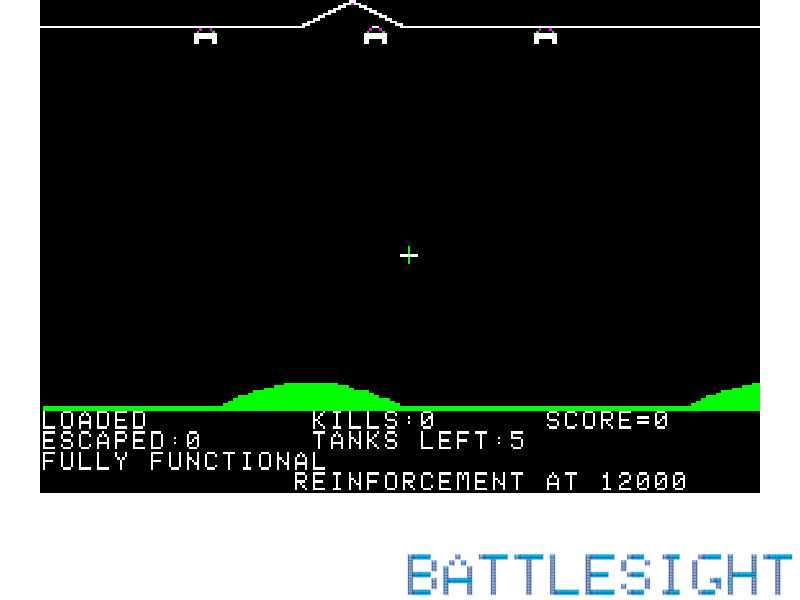 LOADED KILLS:0 SCORE=0
ESCAPED:0 TANKS LEFT:5
FULLY FUNCTIONAL
REINFORCEMENT AT 12000
BATTLESIGHT